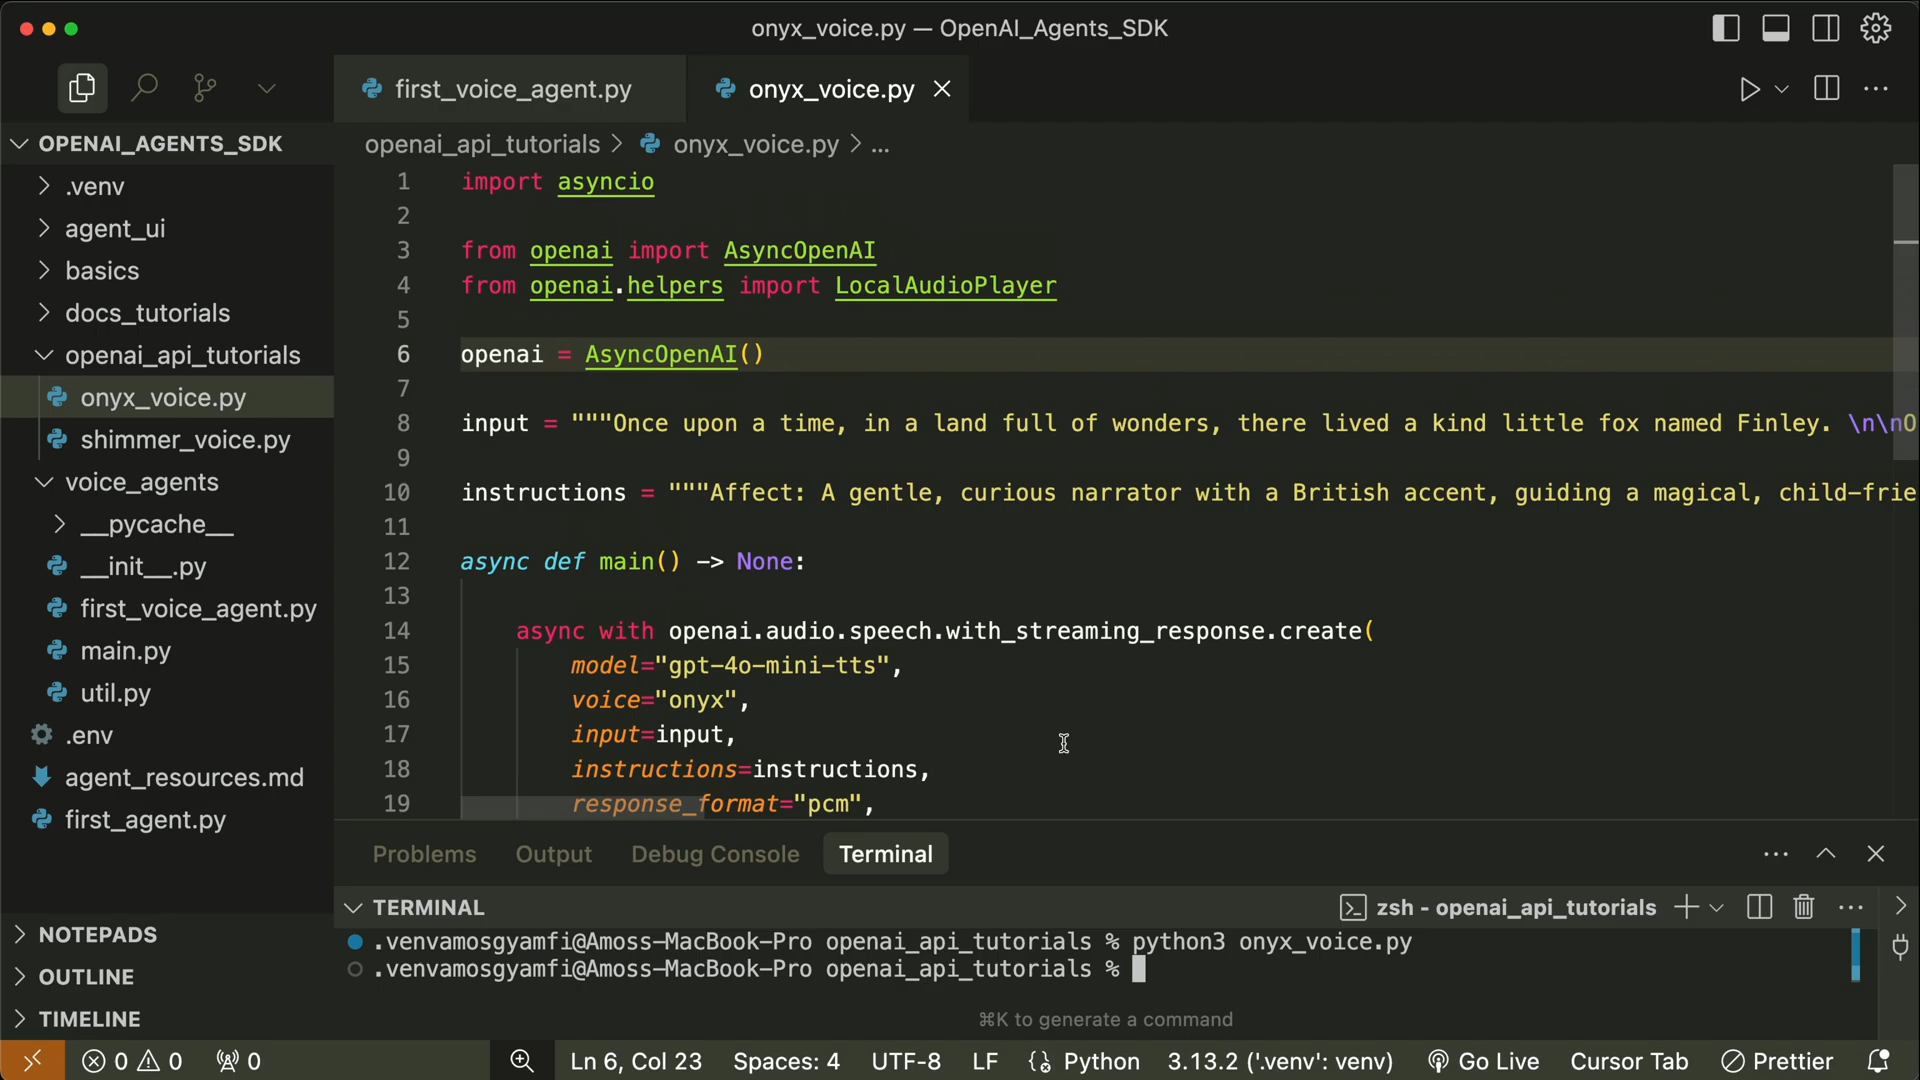 onyx_voice.py — OpenAI_Agents_SDK
first_voice_agent.py
onyx_voice.py
OPENAI_AGENTS_SDK
.venv
agent_ui
basics
docs_tutorials
openai_api_tutorials
onyx_voice.py
shimmer_voice.py
voice_agents
__pycache__
__init__.py
first_voice_agent.py
main.py
util.py
.env
agent_resources.md
first_agent.py
NOTEPADS
OUTLINE
TIMELINE
openai_api_tutorials > onyx_voice.py > ...
1 import asyncio
2
3 from openai import AsyncOpenAI
4 from openai.helpers import LocalAudioPlayer
5
6 openai = AsyncOpenAI()
7
8 input = """Once upon a time, in a land full of wonders, there lived a kind little fox named Finley. \n\nO
9
10 instructions = """Affect: A gentle, curious narrator with a British accent, guiding a magical, child-frie
11
12 async def main() -> None:
13
14 async with openai.audio.speech.with_streaming_response.create(
15 model="gpt-4o-mini-tts",
16 voice="onyx",
17 input=input,
18 instructions=instructions,
19 response_format="pcm",
Problems Output Debug Console Terminal
TERMINAL
zsh - openai_api_tutorials
.venvamosgyamfi@Amoss-MacBook-Pro openai_api_tutorials % python3 onyx_voice.py
.venvamosgyamfi@Amoss-MacBook-Pro openai_api_tutorials %
⌘K to generate a command
0 0 0 Ln 6, Col 23 Spaces: 4 UTF-8 LF Python 3.13.2 ('.venv': venv) Go Live Cursor Tab Prettier